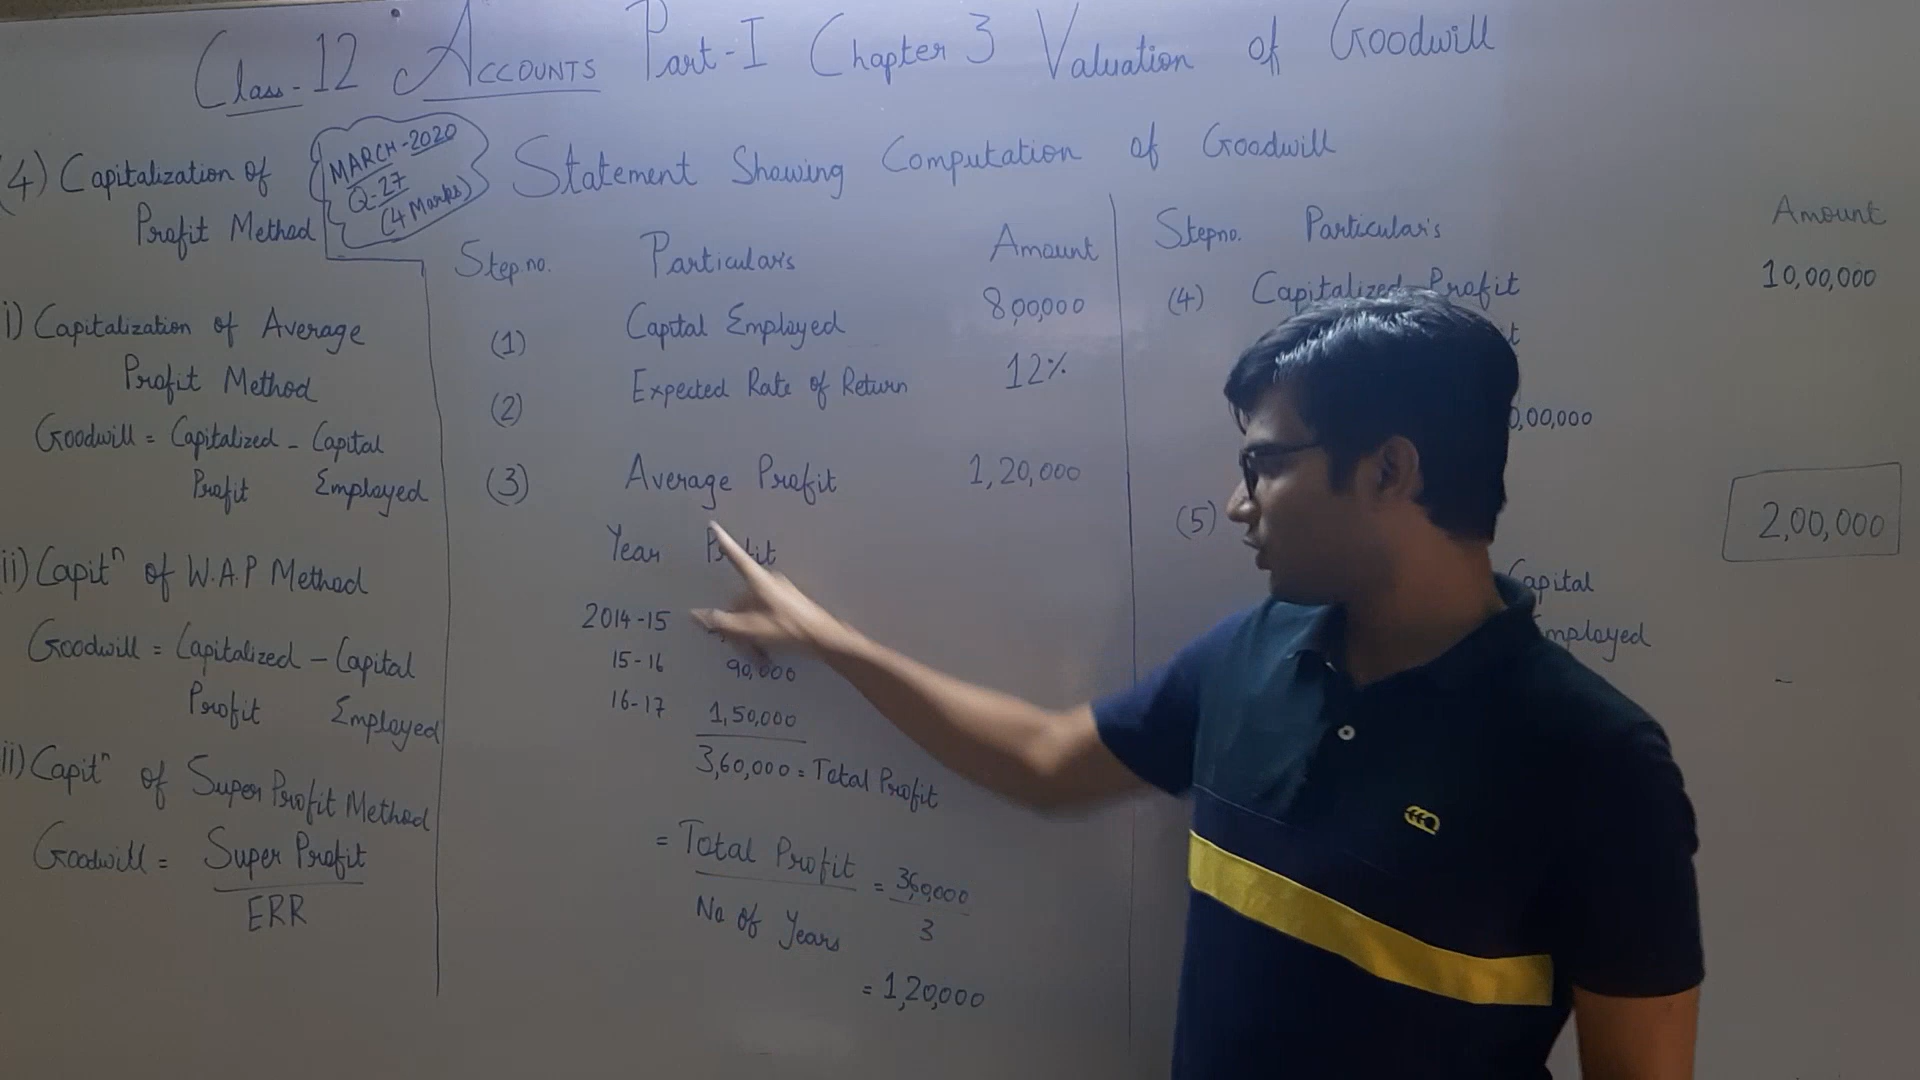 Class-12 ACCOUNTS Part-I Chapter 3 Valuation of Goodwill
(4) Capitalization of
Profit Method
MARCH-2020
Q-27
(4 Marks)
i) Capitalization of Average
Profit Method
Goodwill = Capitalized - Capital
Profit Employed
ii) Capitⁿ of W.A.P Method
Goodwill = Capitalized - Capital
Profit Employed
ii) Capitⁿ of Super Profit Method
Goodwill = Super Profit
ERR
Statement Showing Computation of Goodwill
Step no. Particulars Amount
(1) Capital Employed 8,00,000
(2) Expected Rate of Return 12%
(3) Average Profit 1,20,000
Year
2014-15
15-16 90,000
16-17 1,50,000
3,60,000 = Total Profit
= Total Profit = 3,60,000
No of Years 3
= 1,20,000
Step no. Particulars Amount
(4) Capitalized Profit 10,00,000
0,00,000
(5) 2,00,000
Capital
Employed
-